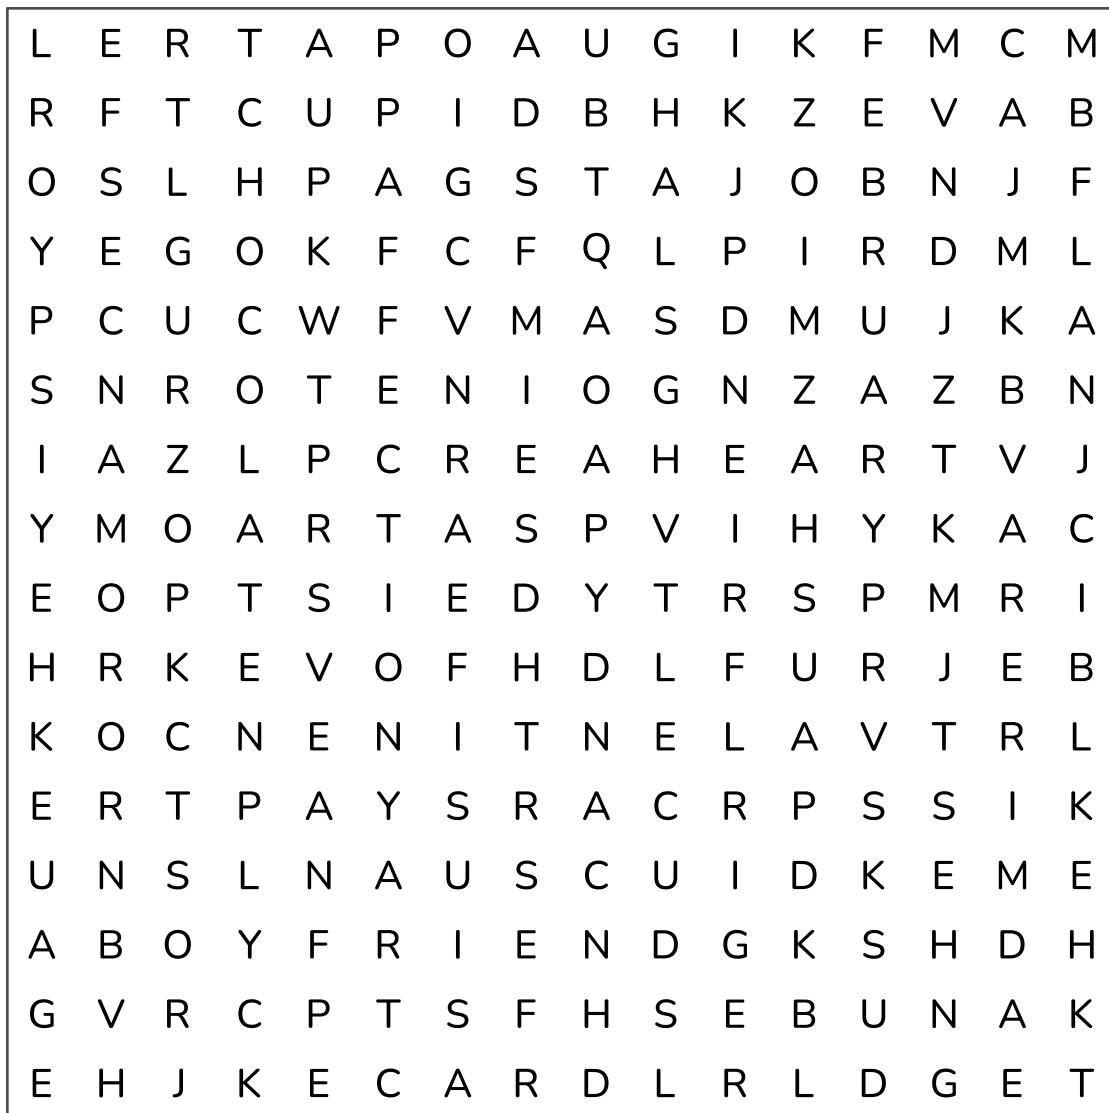 L E R T A P O A U G I K F M C M
R F T C U P I D B H K Z E V A B
O S L H P A G S T A J O B N J F
Y E G O K F C F Q L P I R D M L
P C U C W F V M A S D M U J K A
S N R O T E N I O G N Z A Z B N
I A Z L P C R E A H E A R T V J
Y M O A R T A S P V I H Y K A C
E O P T S I E D Y T R S P M R I
H R K E V O F H D L F U R J E B
K O C N E N I T N E L A V T R L
E R T P A Y S R A C R P S S I K
U N S L N A U S C U I D K E M E
A B O Y F R I E N D G K S H D H
G V R C P T S F H S E B U N A K
E H J K E C A R D L R L D G E T